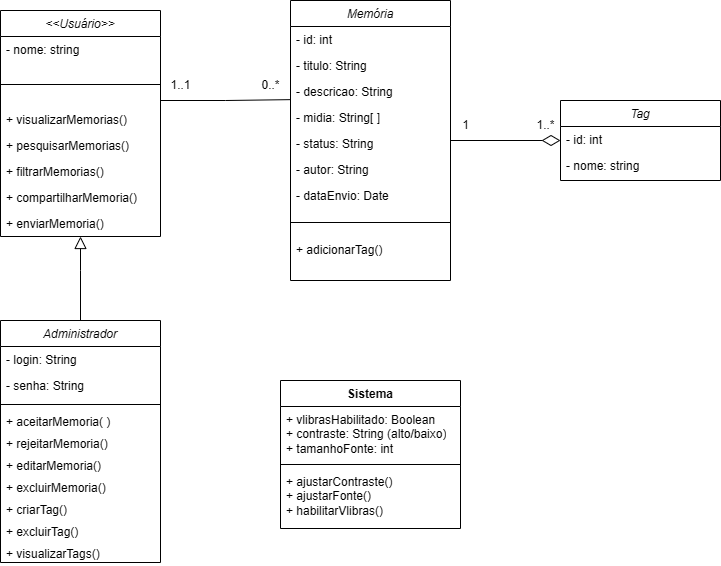 <<Usuário>>
- nome: string
+ visualizarMemorias()
+ pesquisarMemorias()
+ filtrarMemorias()
+ compartilharMemoria()
+ enviarMemoria()
1..1
0..*
Memória
- id: int
- titulo: String
- descricao: String
- midia: String[ ]
- status: String
- autor: String
- dataEnvio: Date
+ adicionarTag()
1
1..*
Tag
- id: int
- nome: string
Administrador
- login: String
- senha: String
+ aceitarMemoria( )
+ rejeitarMemoria()
+ editarMemoria()
+ excluirMemoria()
+ criarTag()
+ excluirTag()
+ visualizarTags()
Sistema
+ vlibrasHabilitado: Boolean
+ contraste: String (alto/baixo)
+ tamanhoFonte: int
+ ajustarContraste()
+ ajustarFonte()
+ habilitarVlibras()